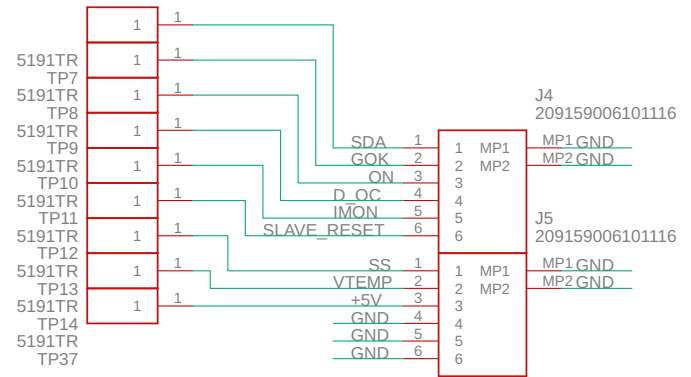 1 1
1 1
5191TR
TP7
1 1
5191TR
TP8
1 1
5191TR
TP9
1 1
5191TR
TP10
1 1
5191TR
TP11
1 1
5191TR
TP12
1 1
5191TR
TP13
1 1
5191TR
TP14
5191TR
TP37
J4
209159006101116
SDA 1 1 MP1 MP1 GND
GOK 2 2 MP2 MP2 GND
ON 3 3
D_OC 4 4
IMON 5 5
SLAVE_RESET 6 6
J5
209159006101116
SS 1 1 MP1 MP1 GND
VTEMP 2 2 MP2 MP2 GND
+5V 3 3
GND 4 4
GND 5 5
GND 6 6